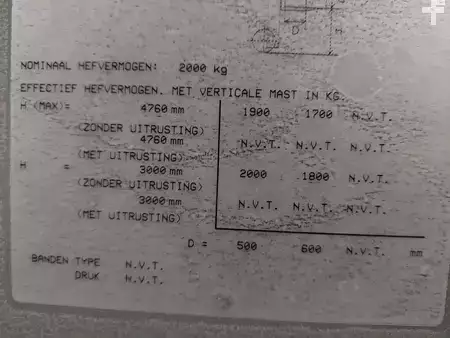 D
H
NOMINAAL HEFVERMOGEN: 2000 kg
EFFECTIEF HEFVERMOGEN. MET VERTICALE MAST IN KG.
H (MAX)= 4760 mm 1900 1700 N.V.T.
(ZONDER UITRUSTING)
4760 mm N.V.T. N.V.T. N.V.T.
(MET UITRUSTING)
H = 3000 mm 2000 1800 N.V.T.
(ZONDER UITRUSTING)
3000 mm N.V.T. N.V.T. N.V.T.
(MET UITRUSTING)
D = 500 600 N.V.T. mm
BANDEN TYPE N.V.T.
DRUK N.V.T.